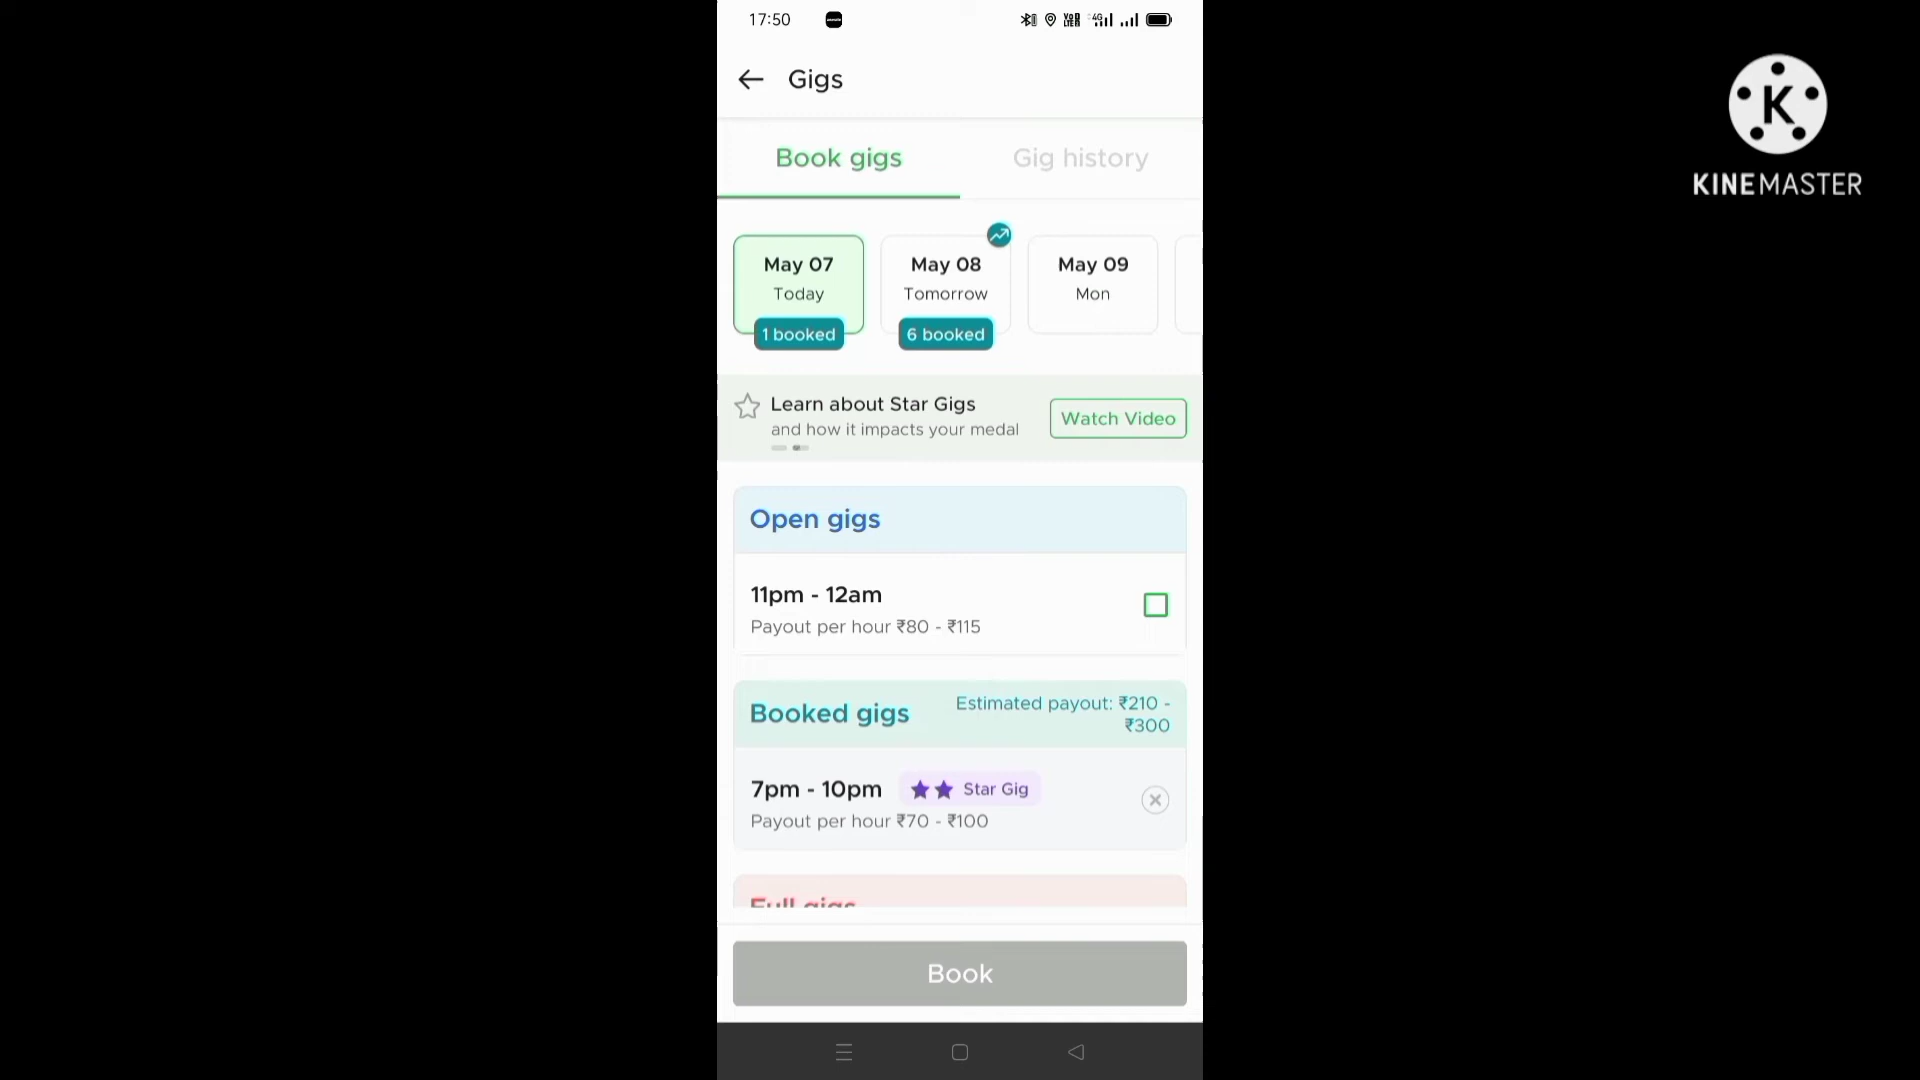 17:50
Gigs
K
KINEMASTER
Book gigs
Gig history
May 07
Today
1 booked
May 08
Tomorrow
6 booked
May 09
Mon
Learn about Star Gigs
and how it impacts your medal
Watch Video
Open gigs
11pm - 12am
Payout per hour ₹80 - ₹115
Booked gigs
Estimated payout: ₹210 -
₹300
7pm - 10pm
Star Gig
Payout per hour ₹70 - ₹100
Full gigs
Book